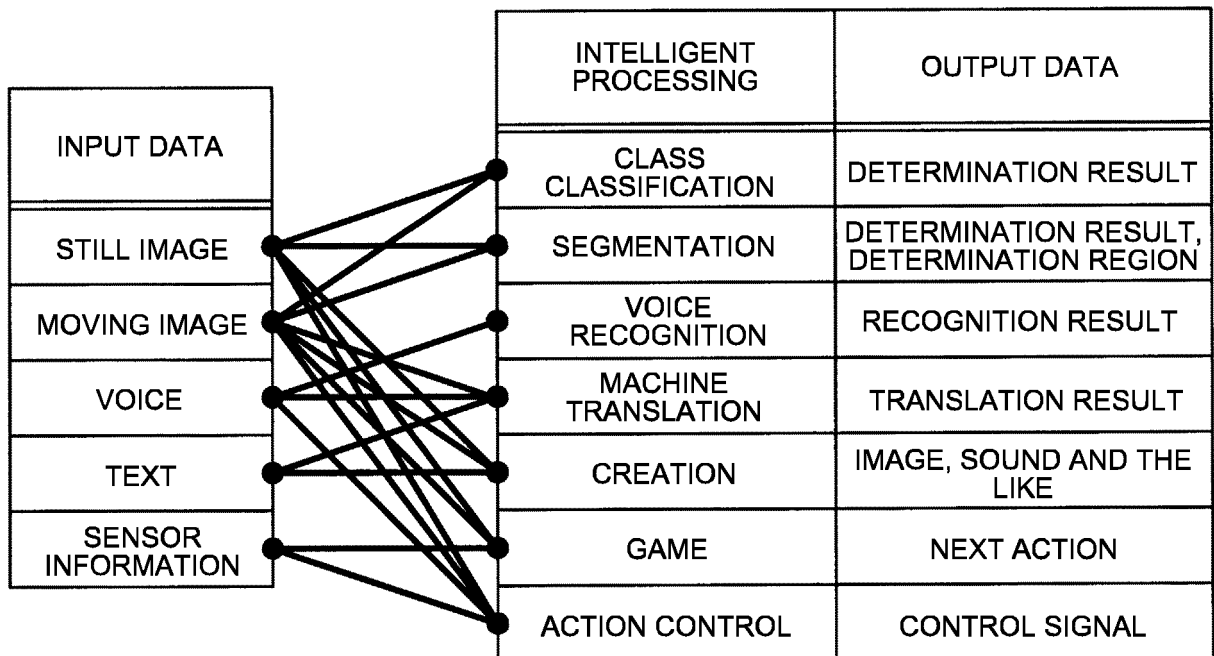 INPUT DATA
STILL IMAGE
MOVING IMAGE
VOICE
TEXT
SENSOR
INFORMATION
INTELLIGENT
PROCESSING
OUTPUT DATA
CLASS
CLASSIFICATION
DETERMINATION RESULT
SEGMENTATION
DETERMINATION RESULT,
DETERMINATION REGION
VOICE
RECOGNITION
RECOGNITION RESULT
MACHINE
TRANSLATION
TRANSLATION RESULT
CREATION
IMAGE, SOUND AND THE
LIKE
GAME
NEXT ACTION
ACTION CONTROL
CONTROL SIGNAL